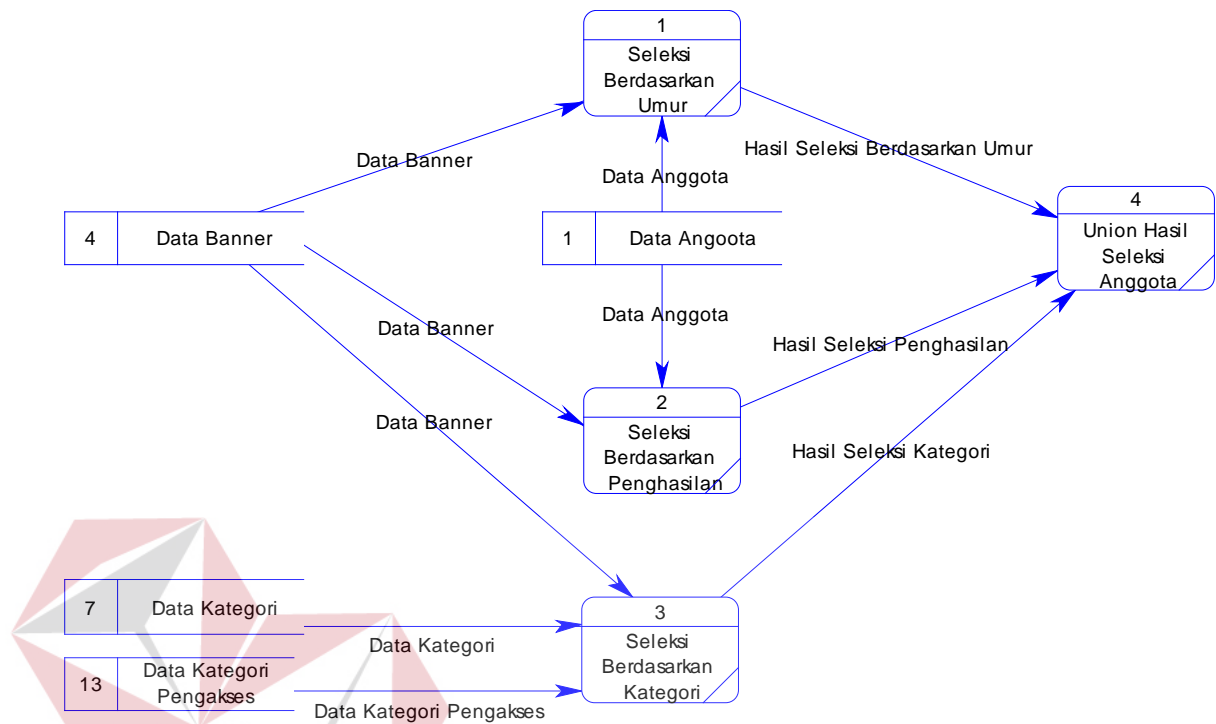 1
Seleksi
Berdasarkan
Umur
Data Banner
Hasil Seleksi Berdasarkan Umur
Data Anggota
4
Data Banner
1
Data Angoota
4
Union Hasil
Seleksi
Anggota
Data Banner
Data Anggota
Hasil Seleksi Penghasilan
2
Seleksi
Berdasarkan
Penghasilan
Data Banner
Hasil Seleksi Kategori
7
Data Kategori
3
Seleksi
Berdasarkan
Kategori
Data Kategori
13
Data Kategori
Pengakses
Data Kategori Pengakses